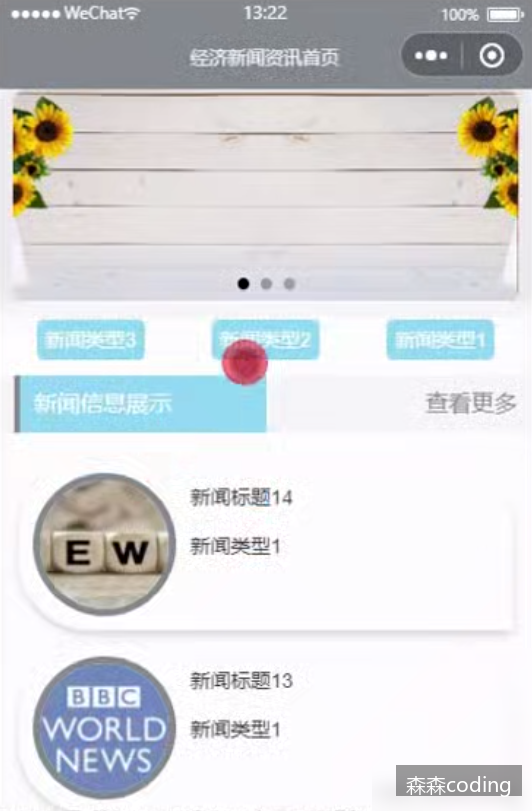 WeChat 13:22 100%
经济新闻资讯首页
新闻类型3 新闻类型2 新闻类型1
新闻信息展示 查看更多
新闻标题14
新闻类型1
E W
新闻标题13
新闻类型1
BBC
WORLD
NEWS
森森coding